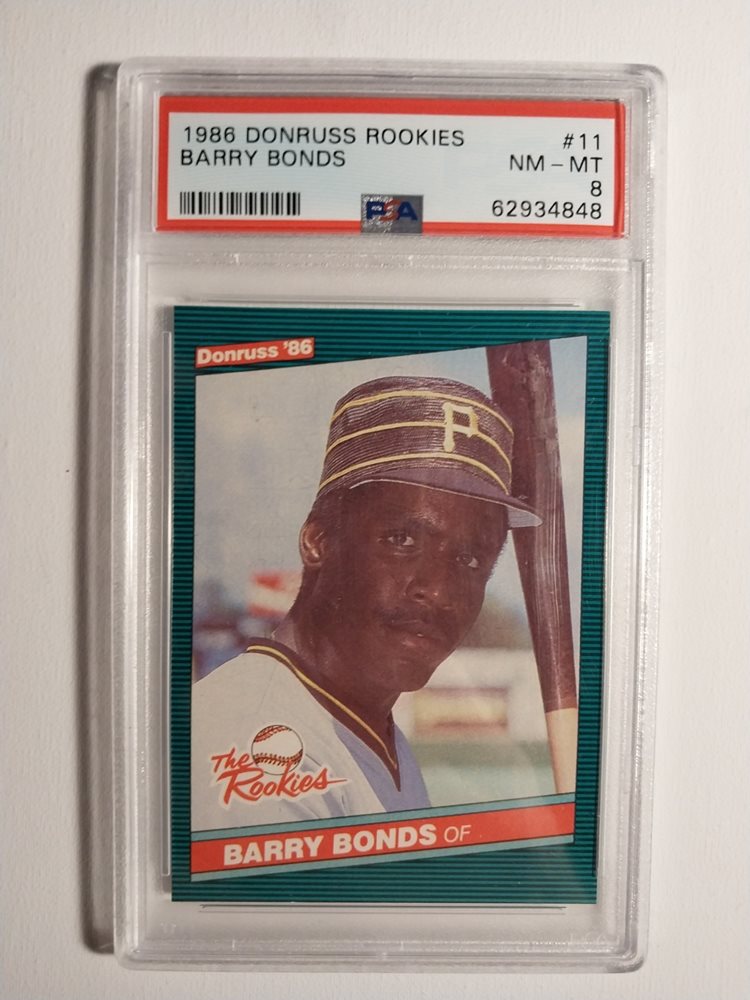 1986 DONRUSS ROOKIES #11
BARRY BONDS NM - MT
8
PSA 62934848
Donruss '86
P
The
Rookies
BARRY BONDS OF